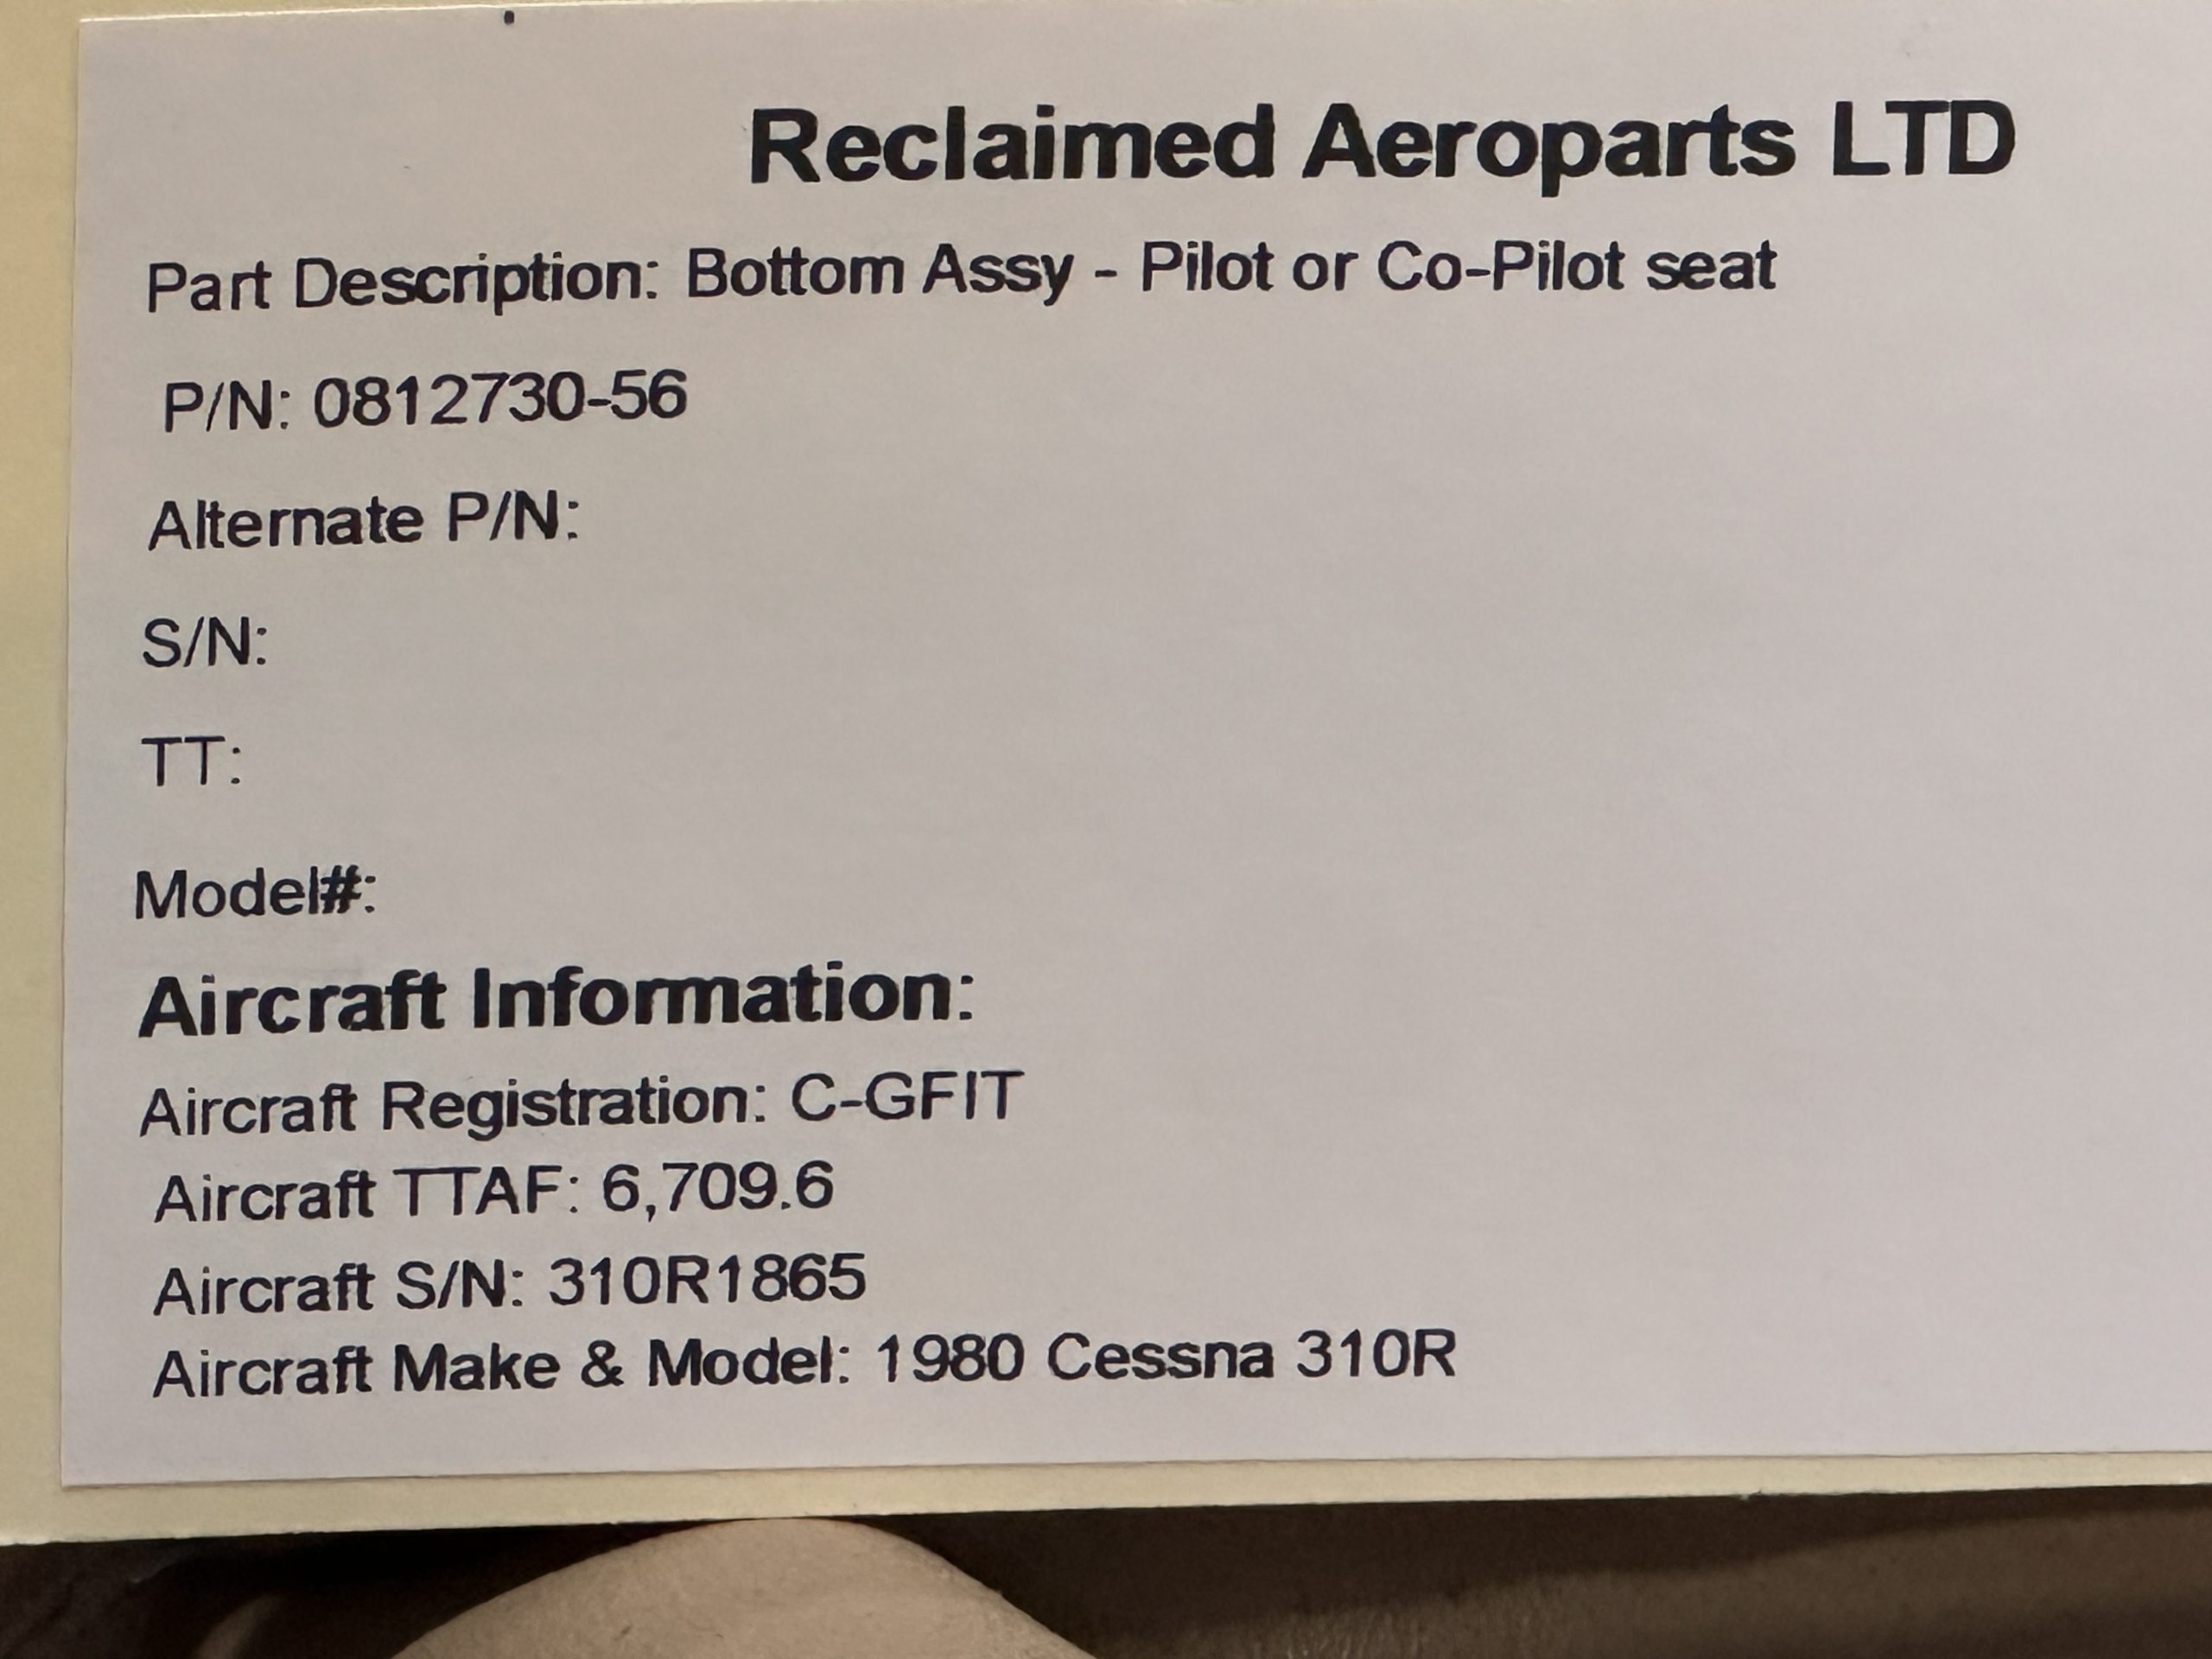 Reclaimed Aeroparts LTD
Part Description: Bottom Assy - Pilot or Co-Pilot seat
P/N: 0812730-56
Alternate P/N:
S/N:
TT:
Model#:
Aircraft Information:
Aircraft Registration: C-GFIT
Aircraft TTAF: 6,709.6
Aircraft S/N: 310R1865
Aircraft Make & Model: 1980 Cessna 310R